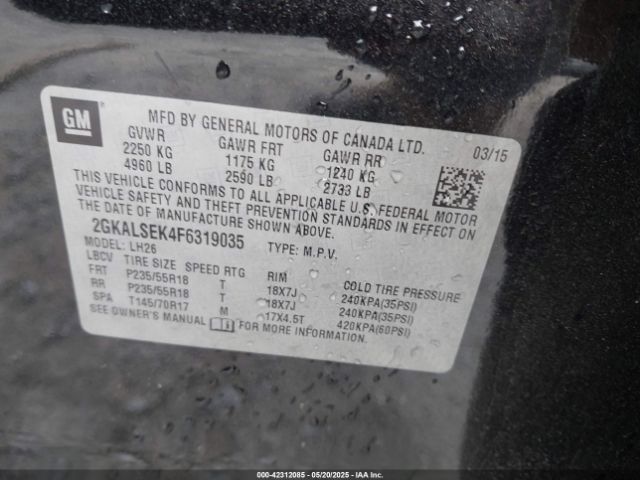 GM
MFD BY GENERAL MOTORS OF CANADA LTD. 03/15
GVWR GAWR FRT GAWR RR
2250 KG 1175 KG 1240 KG
4960 LB 2590 LB 2733 LB
THIS VEHICLE CONFORMS TO ALL APPLICABLE U.S. FEDERAL MOTOR
VEHICLE SAFETY AND THEFT PREVENTION STANDARDS IN EFFECT ON
THE DATE OF MANUFACTURE SHOWN ABOVE.
2GKALSEK4F6319035 TYPE: M.P.V.
MODEL: LH26
LBCV TIRE SIZE SPEED RTG RIM COLD TIRE PRESSURE
FRT P235/55R18 T 18X7J 240KPA(35PSI)
RR P235/55R18 T 18X7J 240KPA(35PSI)
SPA T145/70R17 M 17X4.5T 420KPA(60PSI)
SEE OWNER'S MANUAL FOR MORE INFORMATION.
000-42312085 - 05/20/2025 - IAAI.COM